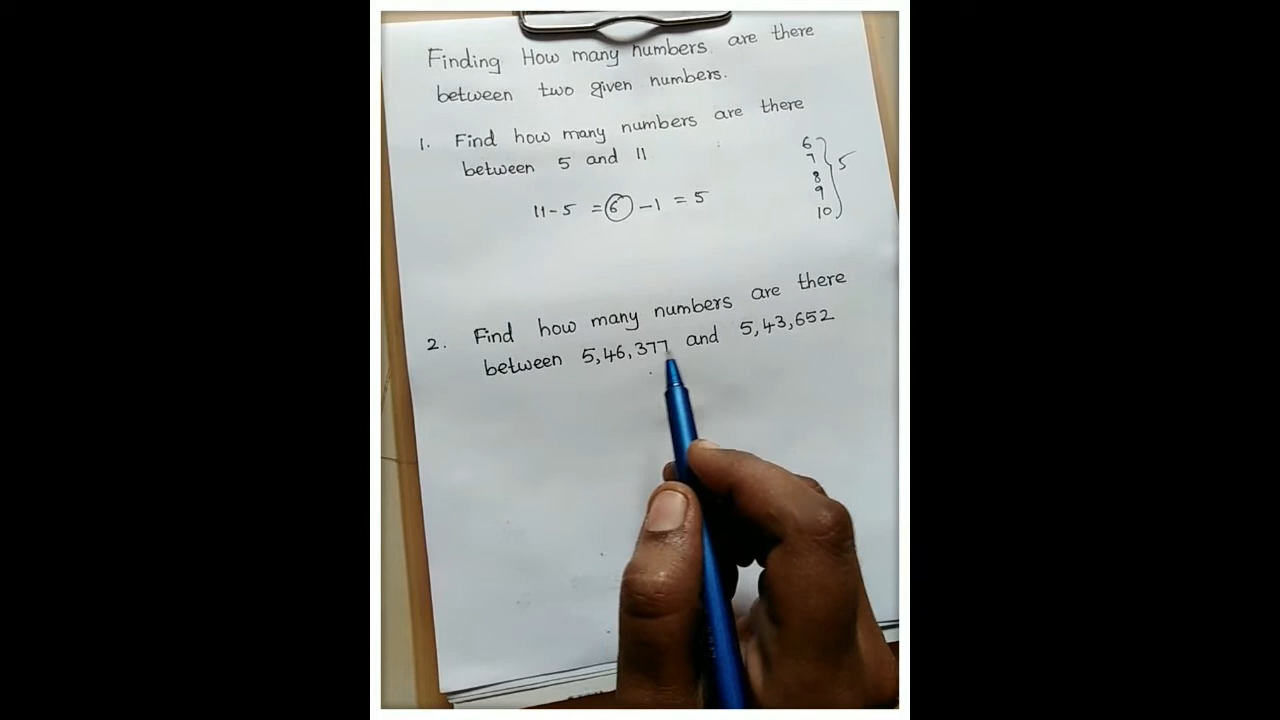 Finding How many numbers are there
between two given numbers.
1. Find how many numbers are there
between 5 and 11
11-5 = 6 -1 = 5
6
7
8
9
10
5
2. Find how many numbers are there
between 5,46,377 and 5,43,652